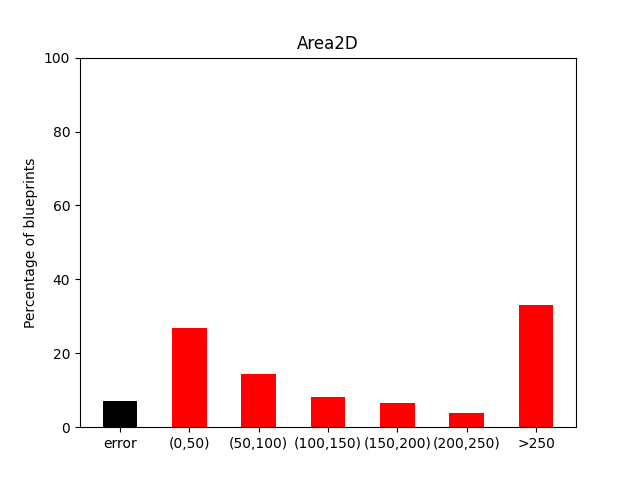 Area2D
Percentage of blueprints
100
80
60
40
20
0
error (0,50) (50,100) (100,150) (150,200) (200,250) >250